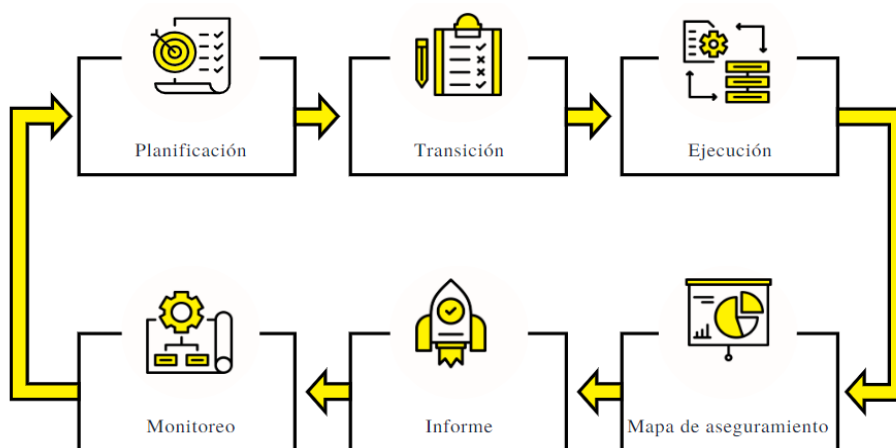 Planificación
Transición
Ejecución
Monitoreo
Informe
Mapa de aseguramiento